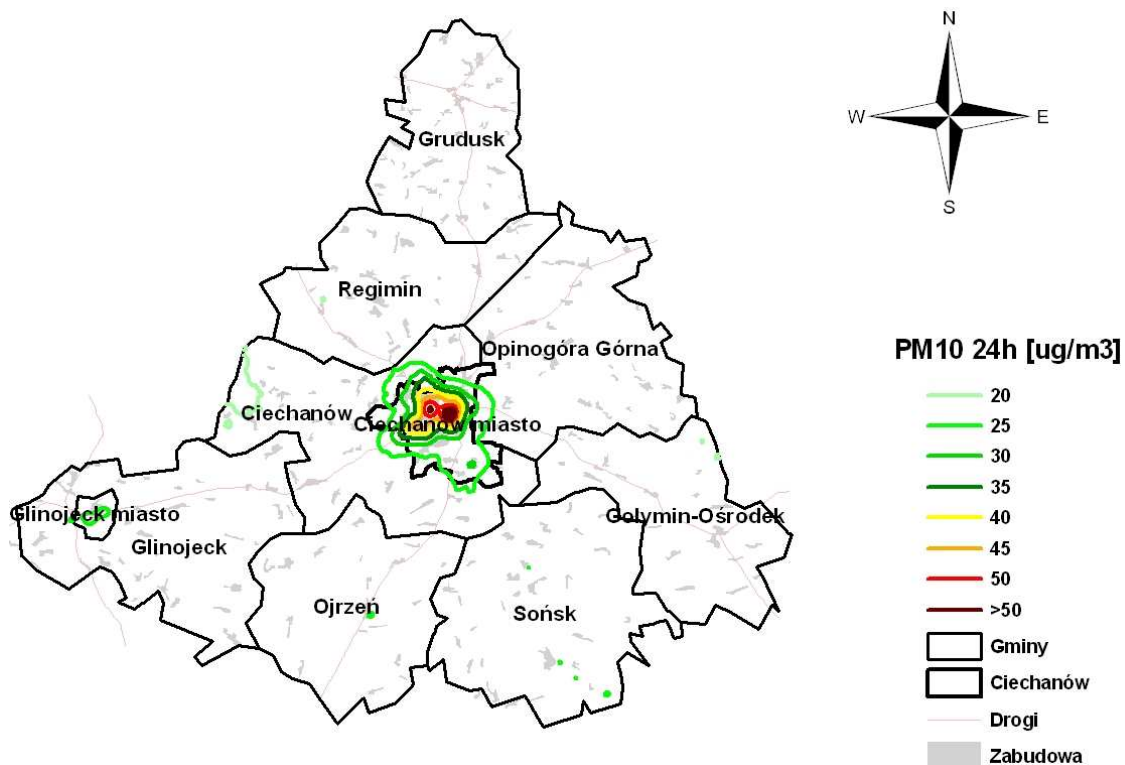 N
W
E
S
Grudusk
Regimin
Opinogóra Górna
Ciechanów
Ciechanów miasto
Glinojeck miasto
Gołymin-Ośrodek
Glinojeck
Ojrzeń
Sońsk
PM10 24h [ug/m3]
20
25
30
35
40
45
50
>50
Gminy
Ciechanów
Drogi
Zabudowa